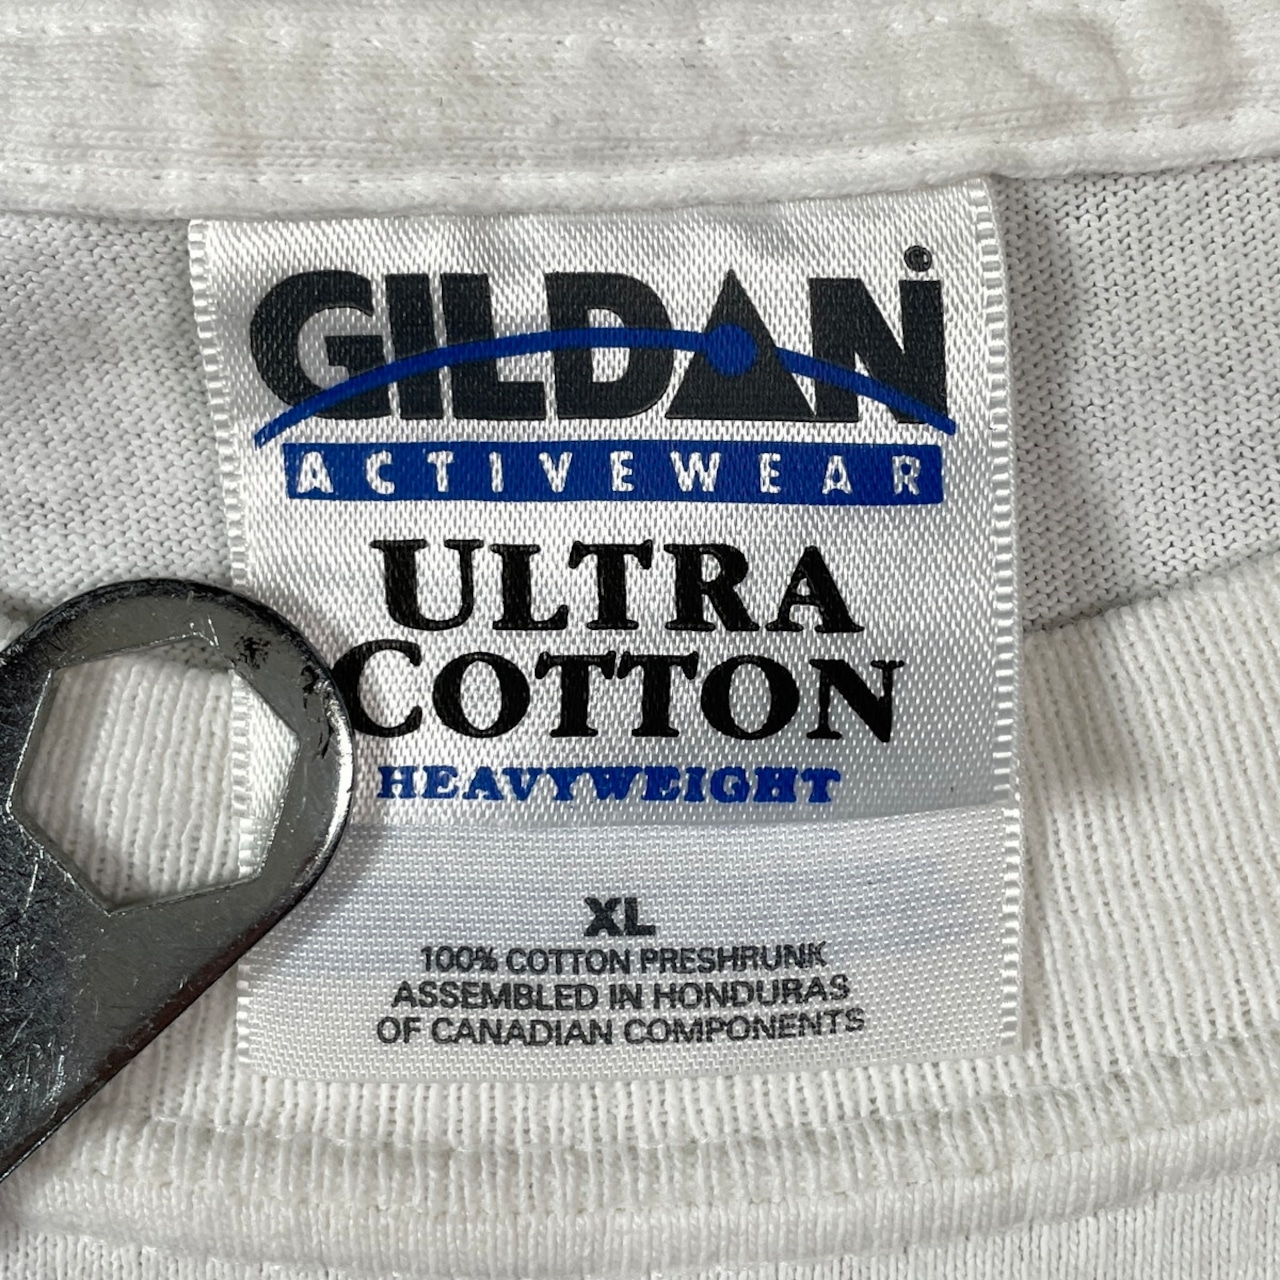 GILDAN®
ACTIVEWEAR
ULTRA
COTTON
HEAVYWEIGHT
XL
100% COTTON PRESHRUNK
ASSEMBLED IN HONDURAS
OF CANADIAN COMPONENTS